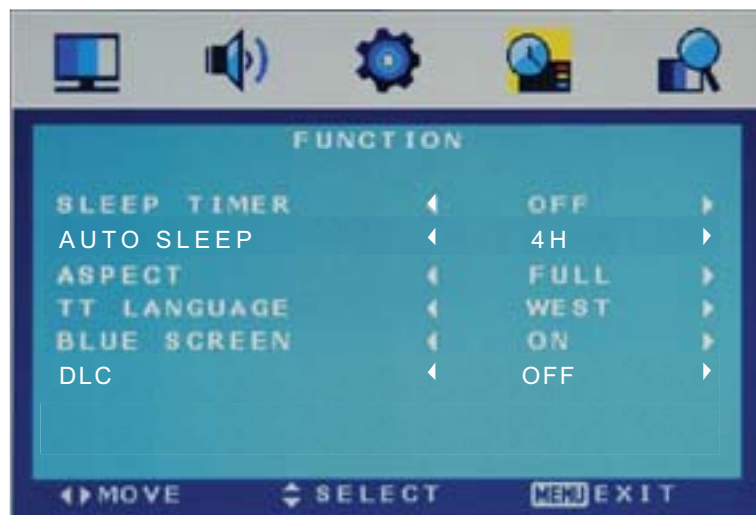 FUNCTION
SLEEP TIMER OFF
AUTO SLEEP 4H
ASPECT FULL
TT LANGUAGE WEST
BLUE SCREEN ON
DLC OFF
MOVE SELECT MENU EXIT